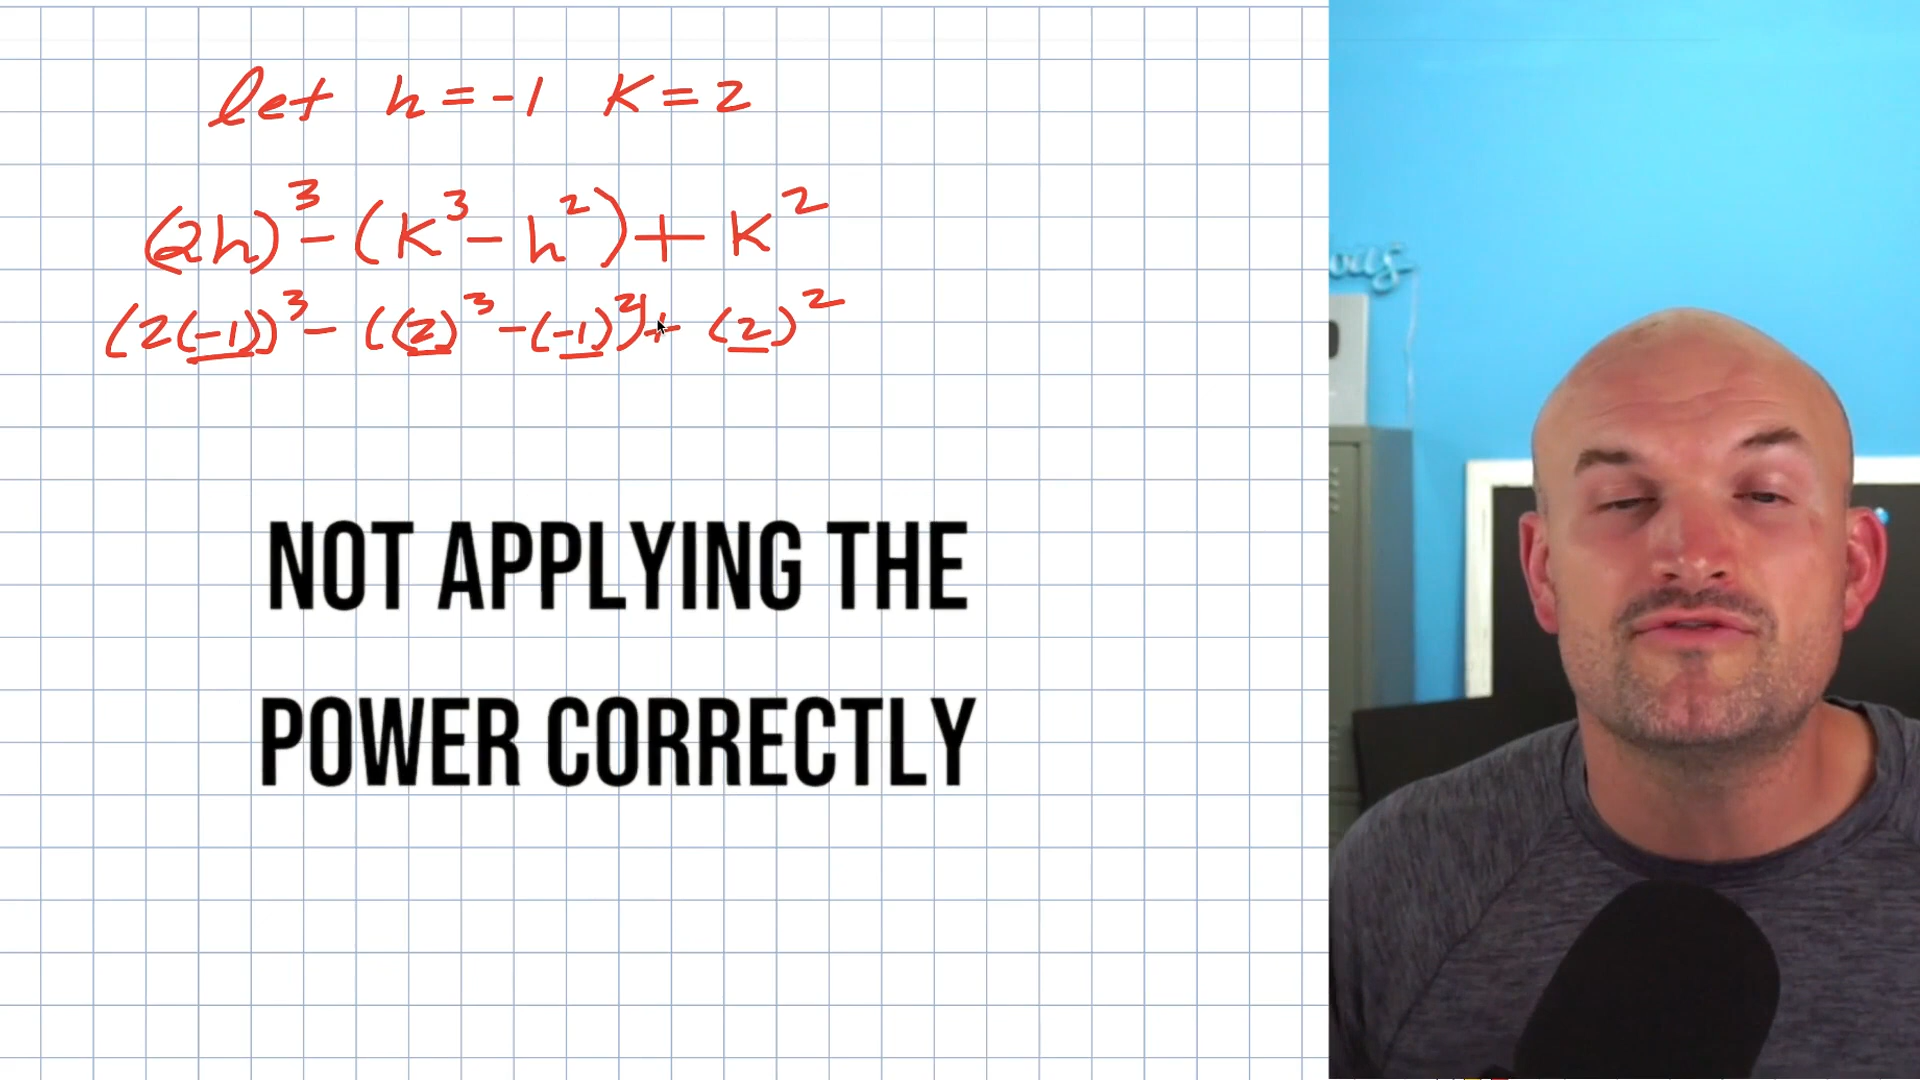 let h = -1 K = 2
(2h)³ - (K³ - h²) + K²
(2(-1))³ - ((2)³ - (-1)²) + (2)²
NOT APPLYING THE
POWER CORRECTLY